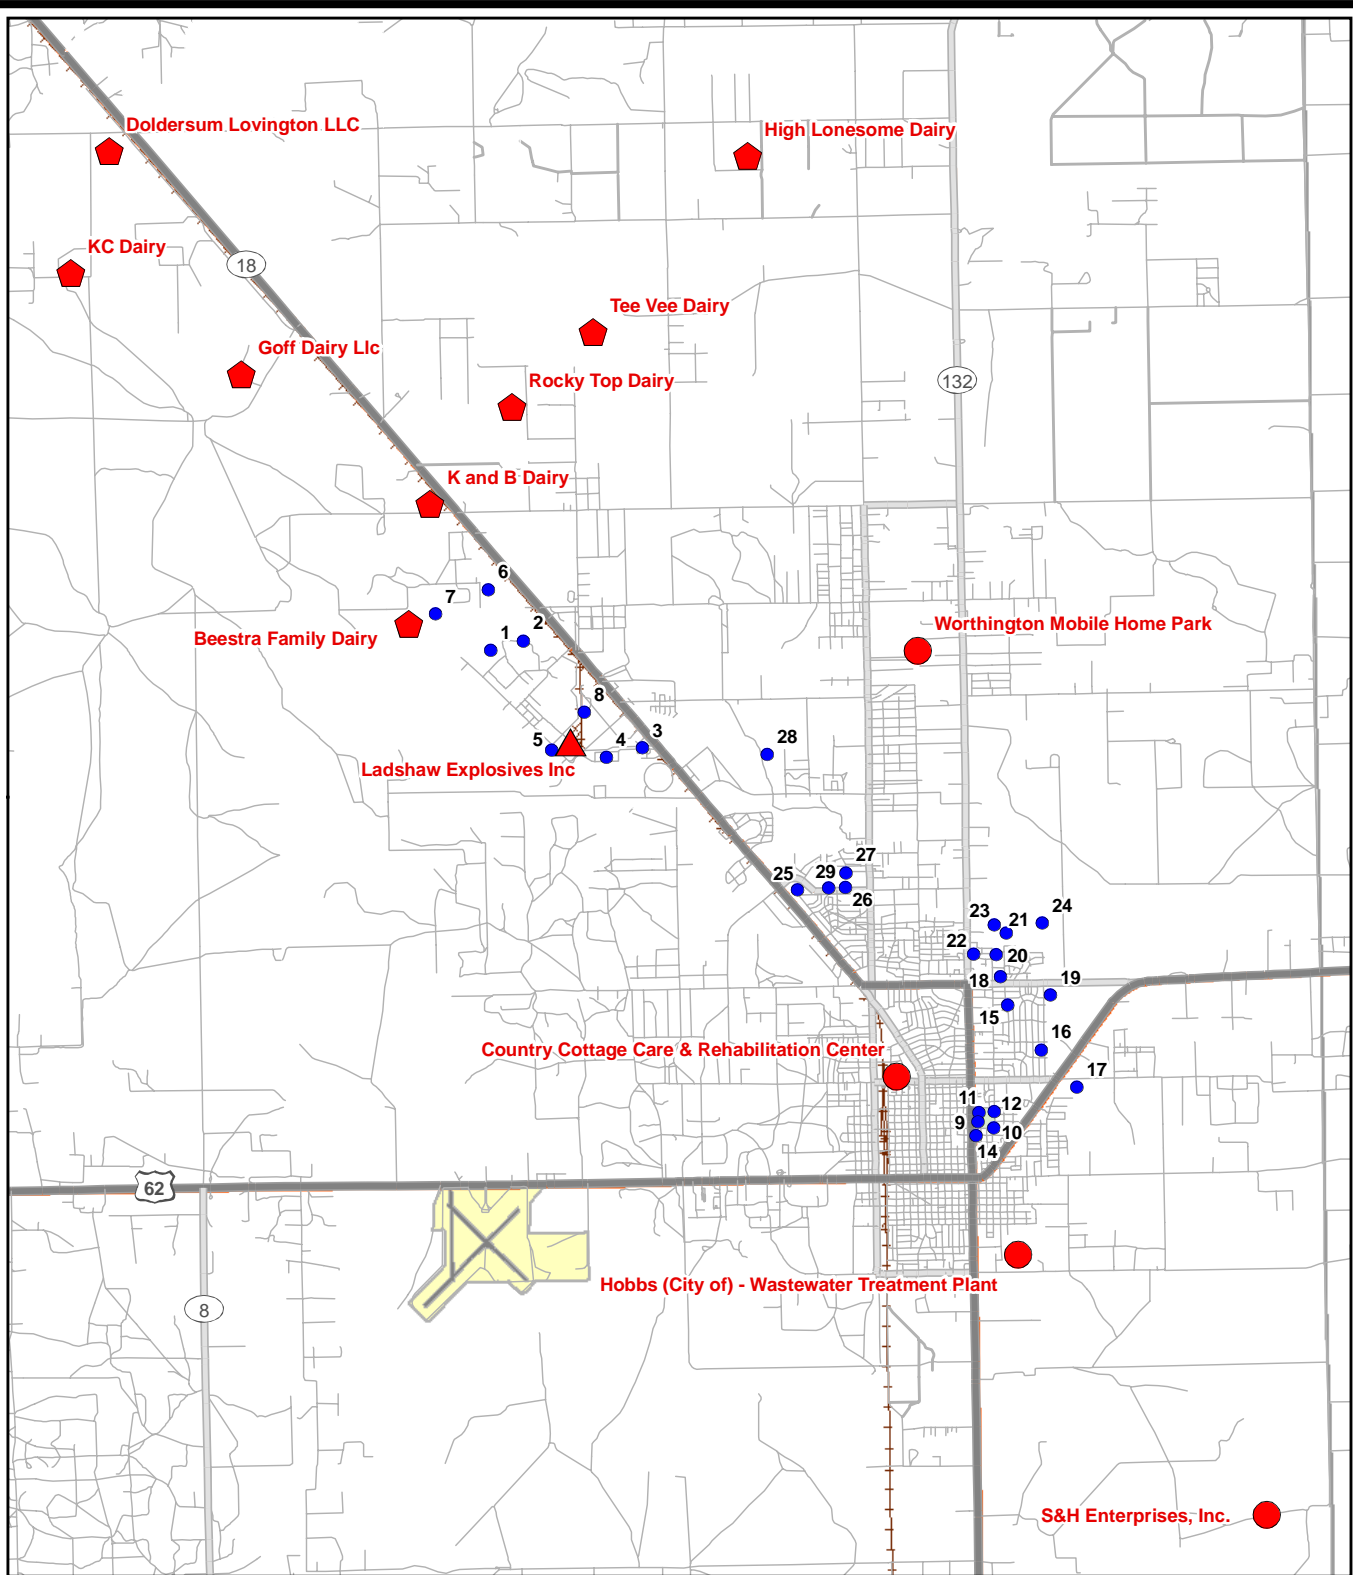 Doldersum Lovington LLC
High Lonesome Dairy
KC Dairy
18
Tee Vee Dairy
Goff Dairy Llc
Rocky Top Dairy
132
K and B Dairy
6
7
Worthington Mobile Home Park
Beestra Family Dairy
1
2
8
3
5
4
28
Ladshaw Explosives Inc
27
25
29
26
24
23
21
22
20
18
19
15
16
Country Cottage Care & Rehabilitation Center
17
11
12
9
10
14
62
Hobbs (City of) - Wastewater Treatment Plant
8
S&H Enterprises, Inc.